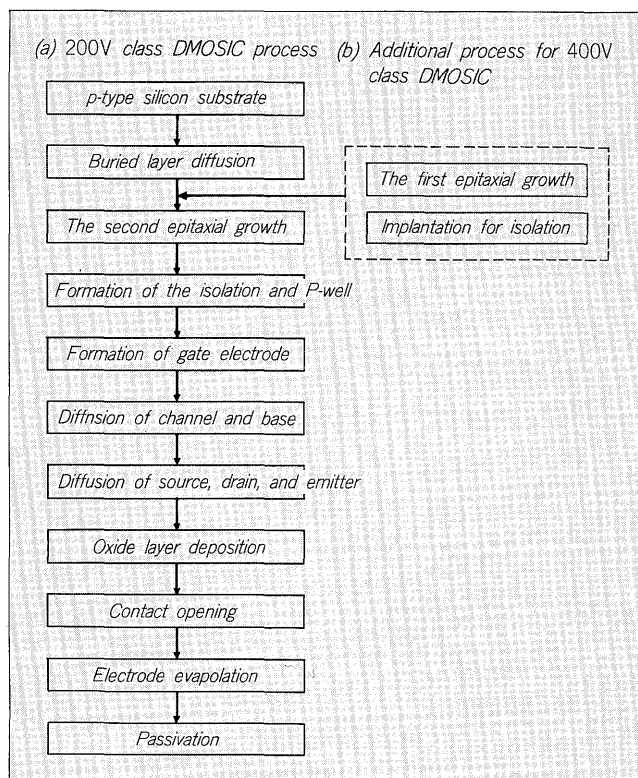 (a) 200V class DMOSIC process
(b) Additional process for 400V
class DMOSIC
p-type silicon substrate
Buried layer diffusion
The first epitaxial growth
Implantation for isolation
The second epitaxial growth
Formation of the isolation and P-well
Formation of gate electrode
Diffnsion of channel and base
Diffusion of source, drain, and emitter
Oxide layer deposition
Contact opening
Electrode evapolation
Passivation